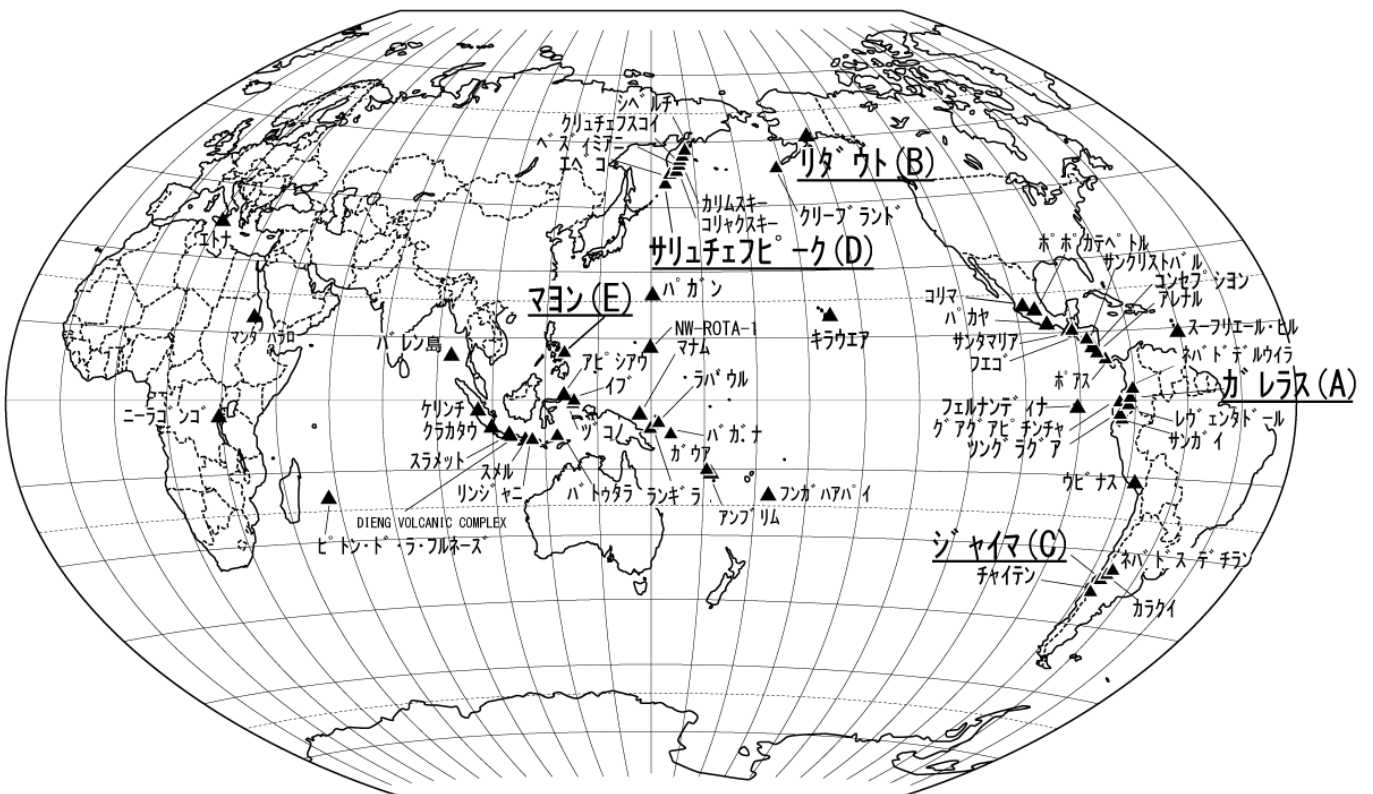 シベルチ
クリュチェフスコイ
ベズィミアニ
エベコ
リダウト(B)
カリムスキー
コリャクスキー
クリーブランド
エトナ
サリュチェフピーク(D)
ポポカテペトル
サンクリストバル
コンセプシヨン
アレナル
マヨン(E)
パガン
コリマ
パカヤ
マンダハラロ
バレン島
NW-ROTA-1
マナム
キラウエア
サンタマリア
フエゴ
スーフリエール・ヒル
アピシアウ
イブ
・ラバウル
ポアス
ネバドデルウイラ
ガレラス(A)
ニーラゴンゴ
ケリンチ
クラカタウ
ツコノ
バガナ
フェルナンディナ
グアグアピチンチャ
ツングラグア
レヴェンタドール
サンガイ
スラメット
スメル
リンジャニ
ガウア
バトゥタラ
ランギラ
フンガハアパイ
アンブリム
ウビナス
DIENG VOLCANIC COMPLEX
ピトン・ド・ラ・フルネーズ
ジャイマ(C)
チャイテン
ネバドスデチラン
カラクイ